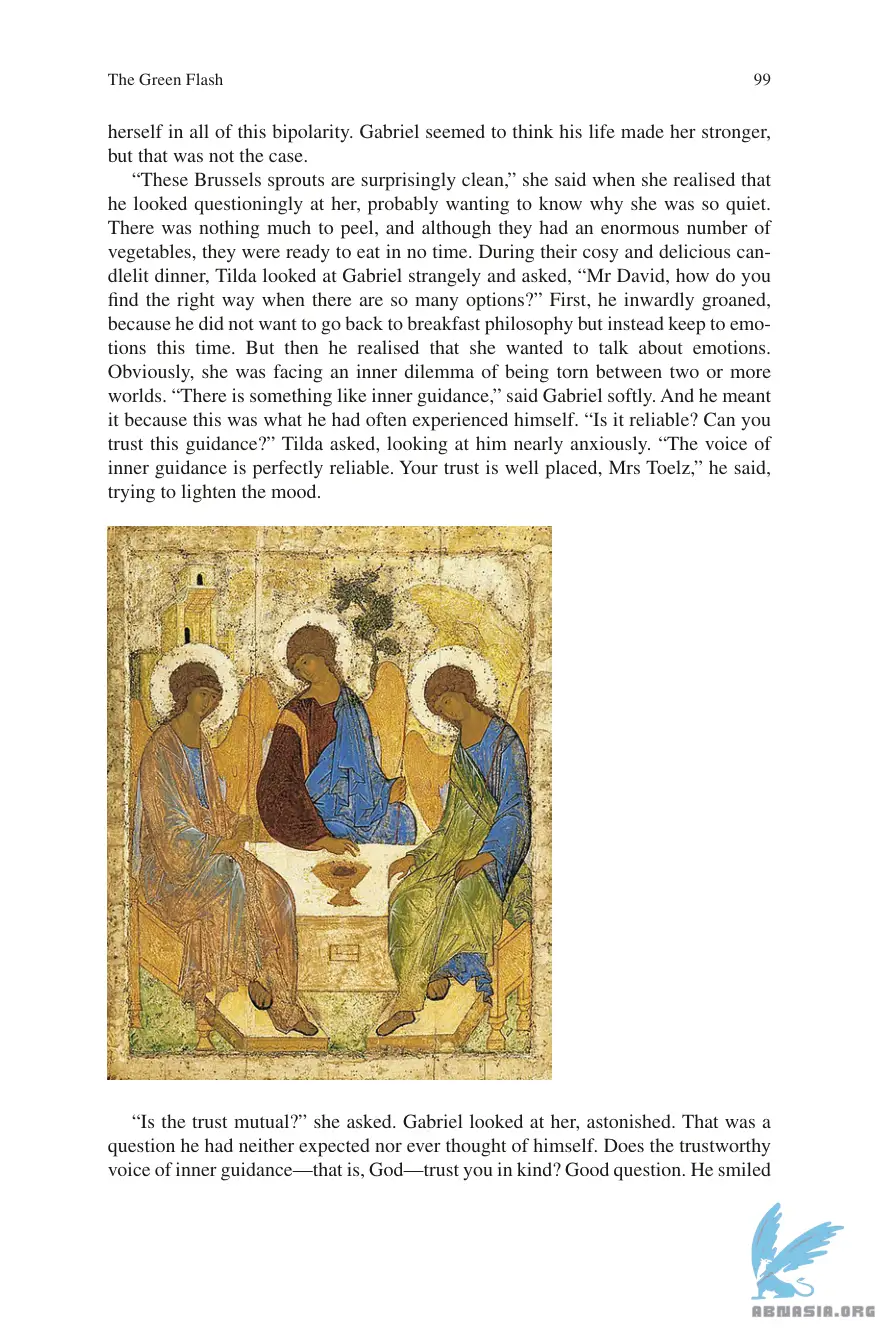 The Green Flash 99
herself in all of this bipolarity. Gabriel seemed to think his life made her stronger,
but that was not the case.
“These Brussels sprouts are surprisingly clean,” she said when she realised that
he looked questioningly at her, probably wanting to know why she was so quiet.
There was nothing much to peel, and although they had an enormous number of
vegetables, they were ready to eat in no time. During their cosy and delicious can-
dlelit dinner, Tilda looked at Gabriel strangely and asked, “Mr David, how do you
find the right way when there are so many options?” First, he inwardly groaned,
because he did not want to go back to breakfast philosophy but instead keep to emo-
tions this time. But then he realised that she wanted to talk about emotions.
Obviously, she was facing an inner dilemma of being torn between two or more
worlds. “There is something like inner guidance,” said Gabriel softly. And he meant
it because this was what he had often experienced himself. “Is it reliable? Can you
trust this guidance?” Tilda asked, looking at him nearly anxiously. “The voice of
inner guidance is perfectly reliable. Your trust is well placed, Mrs Toelz,” he said,
trying to lighten the mood.
“Is the trust mutual?” she asked. Gabriel looked at her, astonished. That was a
question he had neither expected nor ever thought of himself. Does the trustworthy
voice of inner guidance—that is, God—trust you in kind? Good question. He smiled
ABNASIA.ORG